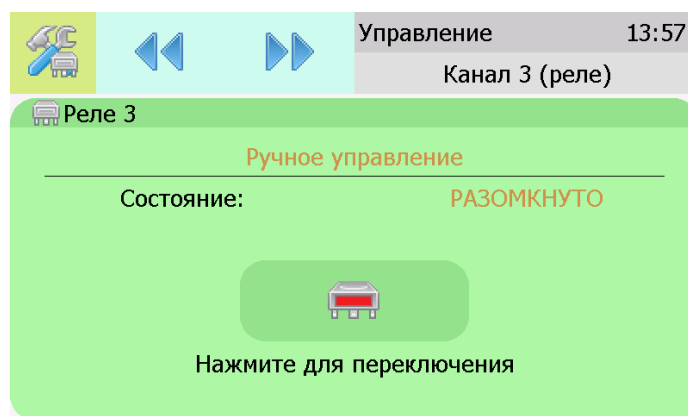 Управление 13:57
Канал 3 (реле)
Реле 3
Ручное управление
Состояние: РАЗОМКНУТО
Нажмите для переключения